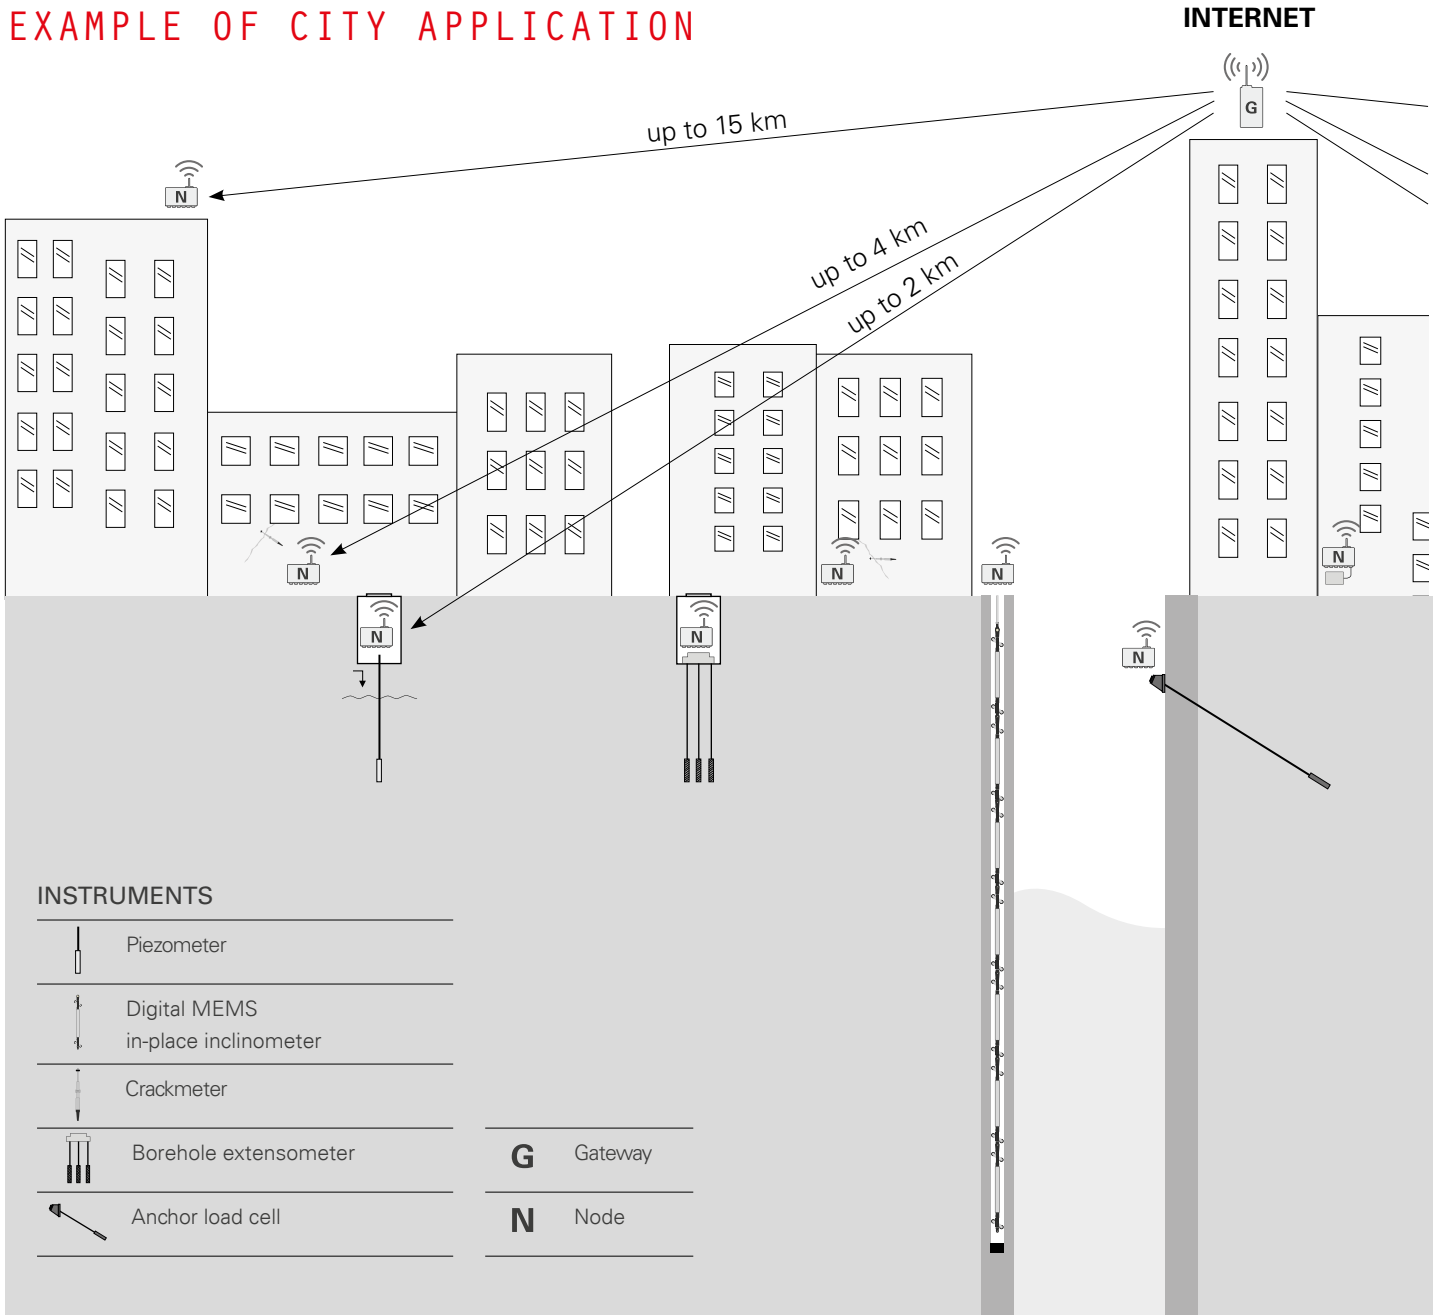 EXAMPLE OF CITY APPLICATION
INTERNET
G
up to 15 km
N
up to 4 km
up to 2 km
N
N
N
N
N
N
N
INSTRUMENTS
Piezometer
Digital MEMS
in-place inclinometer
Crackmeter
Borehole extensometer
G Gateway
Anchor load cell
N Node